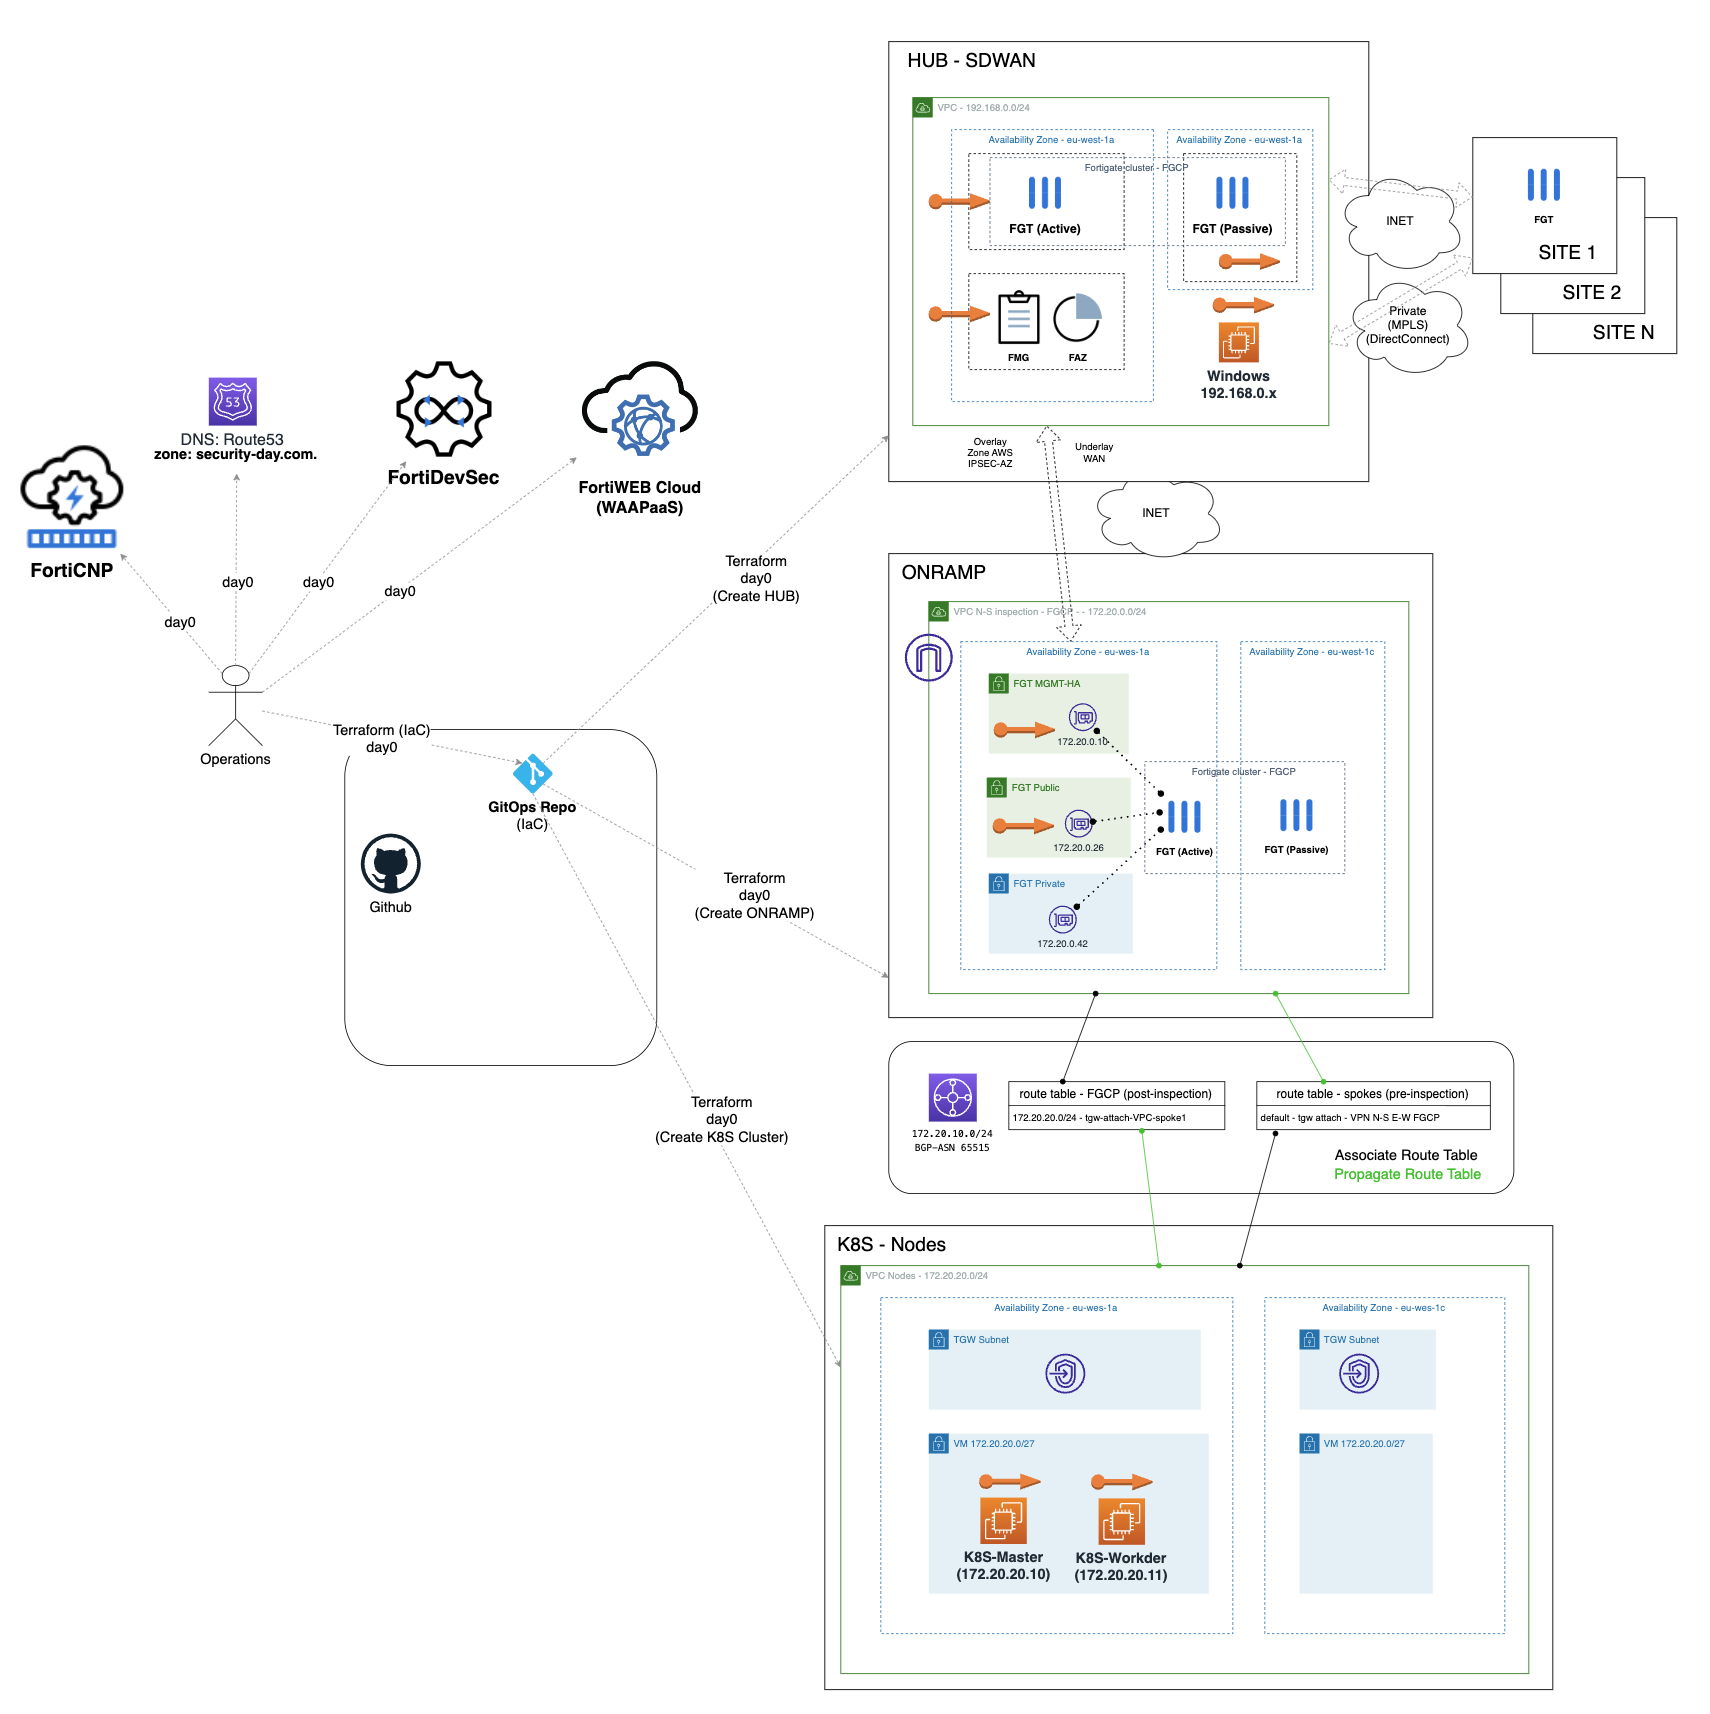 HUB - SDWAN
VPC - 192.168.0.0/24
Availability Zone - eu-west-1a
Availability Zone - eu-west-1a
Fortigate cluster - FGCP
FGT (Active)
FGT (Passive)
FMG
FAZ
Windows
192.168.0.x
Overlay
Zone AWS
IPSEC-AZ
Underlay
WAN
INET
Private
(MPLS)
(DirectConnect)
FGT
SITE 1
SITE 2
SITE N
INET
53
DNS: Route53
zone: security-day.com.
FortiCNP
FortiDevSec
FortiWEB Cloud
(WAAPaaS)
day0
day0
day0
day0
Operations
Terraform (IaC)
day0
GitOps Repo
(IaC)
Github
Terraform
day0
(Create HUB)
Terraform
day0
(Create ONRAMP)
Terraform
day0
(Create K8S Cluster)
ONRAMP
VPC N-S inspection - FGCP - - 172.20.0.0/24
Availability Zone - eu-wes-1a
Availability Zone - eu-west-1c
FGT MGMT-HA
172.20.0.10
FGT Public
172.20.0.26
FGT Private
172.20.0.42
Fortigate cluster - FGCP
FGT (Active)
FGT (Passive)
172.20.10.0/24
BGP-ASN 65515
route table - FGCP (post-inspection)
172.20.20.0/24 - tgw-attach-VPC-spoke1
route table - spokes (pre-inspection)
default - tgw attach - VPN N-S E-W FGCP
Associate Route Table
Propagate Route Table
K8S - Nodes
VPC Nodes - 172.20.20.0/24
Availability Zone - eu-wes-1a
Availability Zone - eu-wes-1c
TGW Subnet
TGW Subnet
VM 172.20.20.0/27
VM 172.20.20.0/27
K8S-Master
(172.20.20.10)
K8S-Workder
(172.20.20.11)